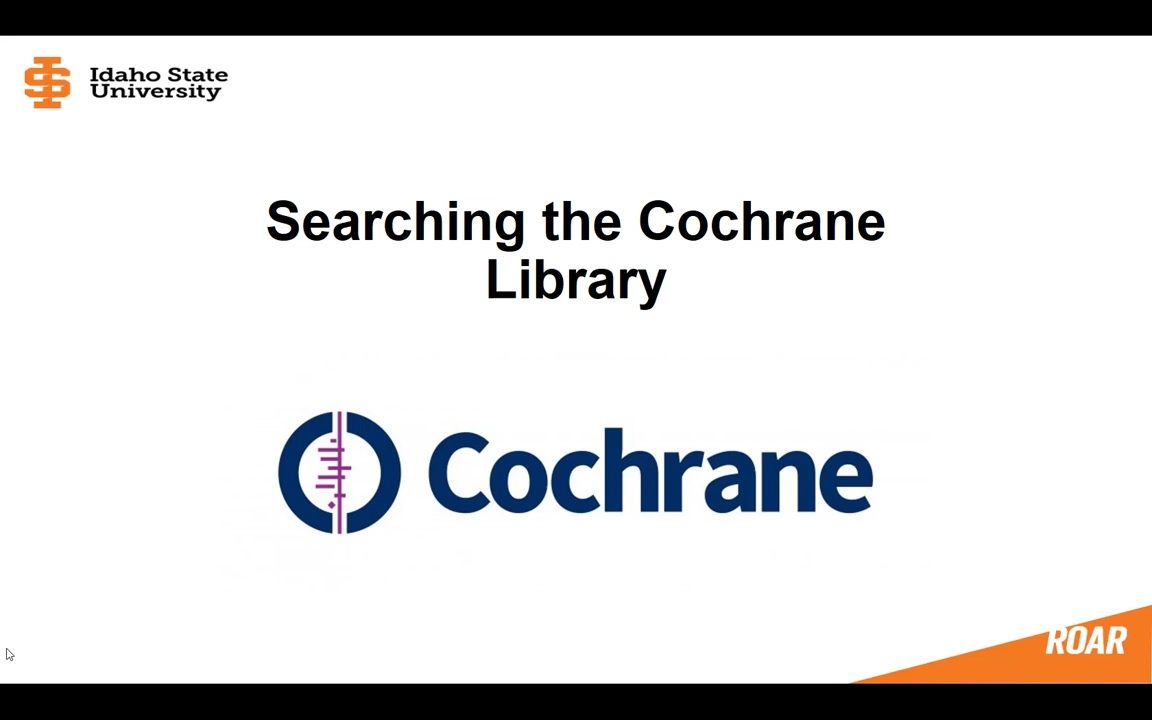 Idaho State
University
Searching the Cochrane
Library
Cochrane
ROAR